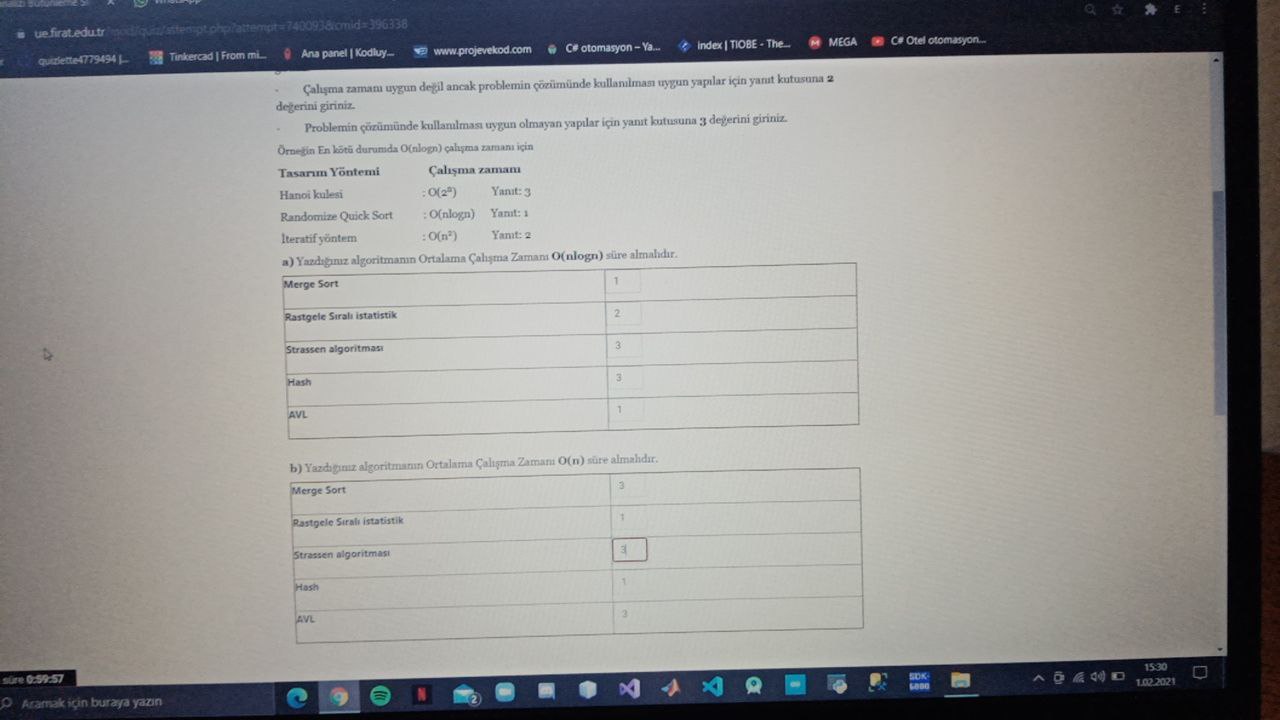 WhatsApp
ue.firat.edu.tr/mod/quiz/attempt.php?attempt=740093&cmid=396338
E
quizlette4779494 |...
Tinkercad | From mi...
Ana panel | Kodluy...
www.projevekod.com
C# otomasyon – Ya...
index | TIOBE - The...
MEGA
C# Otel otomasyon...
Çalışma zamanı uygun değil ancak problemin çözümünde kullanılması uygun yapılar için yanıt kutusuna 2
değerini giriniz.
Problemin çözümünde kullanılması uygun olmayan yapılar için yanıt kutusuna 3 değerini giriniz.
Örneğin En kötü durumda O(nlogn) çalışma zamanı için
Tasarım Yöntemi Çalışma zamanı
Hanoi kulesi : O(2ⁿ) Yanıt: 3
Randomize Quick Sort : O(nlogn) Yanıt: 1
İteratif yöntem : O(n²) Yanıt: 2
a) Yazdığınız algoritmanın Ortalama Çalışma Zamanı O(nlogn) süre almalıdır.
Merge Sort 1
Rastgele Sıralı istatistik 2
Strassen algoritması 3
Hash 3
AVL 1
b) Yazdığınız algoritmanın Ortalama Çalışma Zamanı O(n) süre almalıdır.
Merge Sort 3
Rastgele Sıralı istatistik 1
Strassen algoritması 3
Hash 1
AVL 3
süre 0:59:57
Aramak için buraya yazın
2
SDK-
6000
15:30
1.02.2021